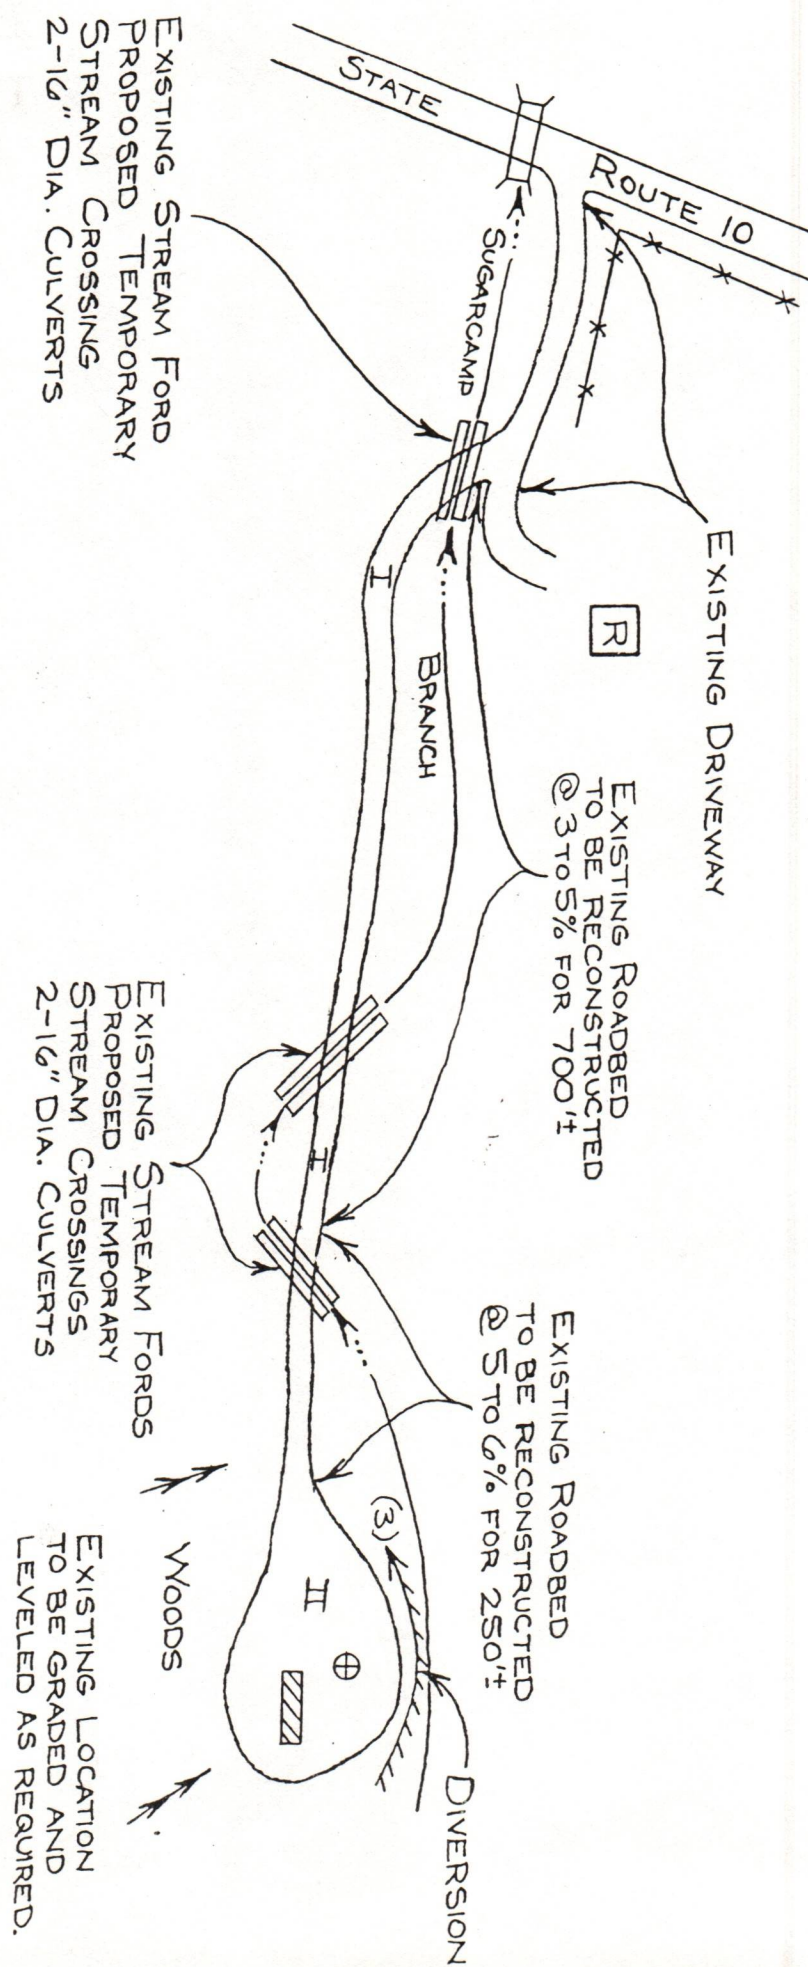 STATE
ROUTE 10
EXISTING STREAM FORD
PROPOSED TEMPORARY
STREAM CROSSING
2-16" DIA. CULVERTS
SUGARCAMP
EXISTING DRIVEWAY
R
I
BRANCH
EXISTING ROADBED
TO BE RECONSTRUCTED
@ 3 TO 5% FOR 700'±
EXISTING STREAM FORDS
PROPOSED TEMPORARY
STREAM CROSSINGS
2-16" DIA. CULVERTS
I
EXISTING ROADBED
TO BE RECONSTRUCTED
@ 5 TO 6% FOR 250'±
(3)
II
WOODS
DIVERSION
EXISTING LOCATION
TO BE GRADED AND
LEVELED AS REQUIRED.